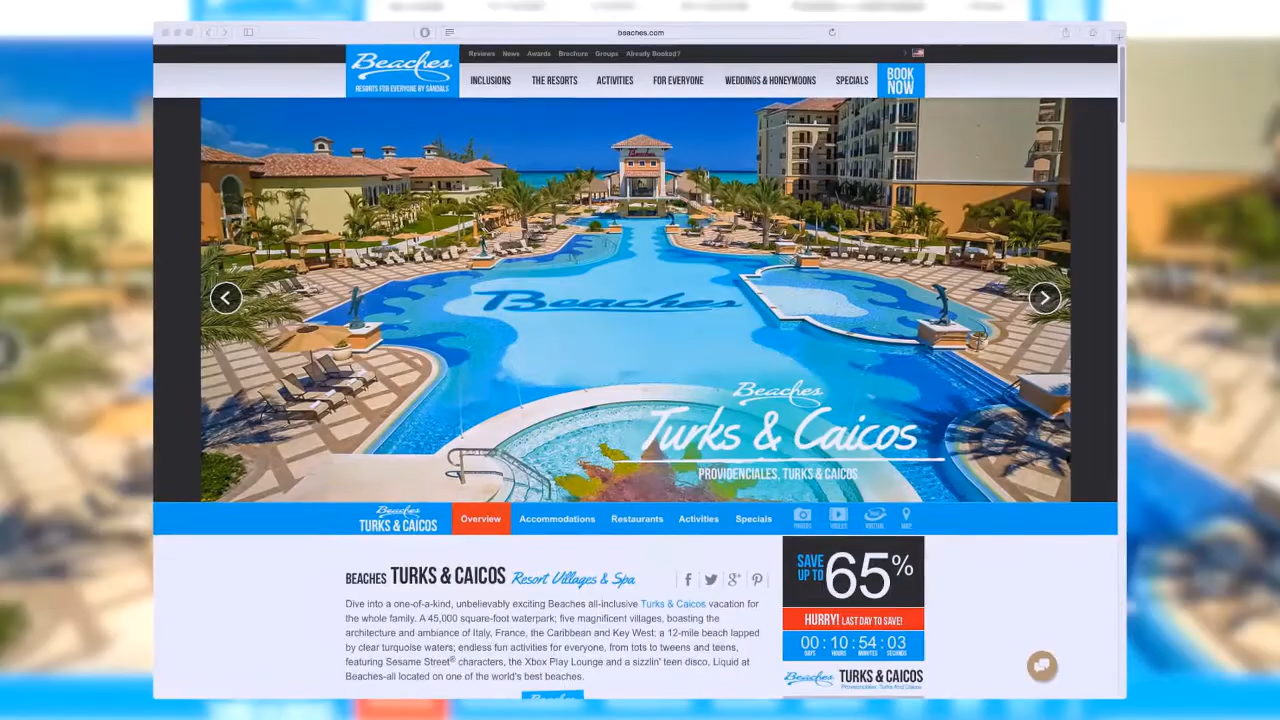 beaches.com
Reviews News Awards Brochure Groups Already Booked?
Beaches
RESORTS FOR EVERYONE BY SANDALS
INCLUSIONS THE RESORTS ACTIVITIES FOR EVERYONE WEDDINGS & HONEYMOONS SPECIALS BOOK NOW
Beaches
Beaches
Beaches
Turks & Caicos
PROVIDENCIALES, TURKS & CAICOS
Beaches
TURKS & CAICOS
Overview Accommodations Restaurants Activities Specials
PHOTOS VIDEOS VIRTUAL MAP
BEACHES TURKS & CAICOS Resort Villages & Spa
Dive into a one-of-a-kind, unbelievably exciting Beaches all-inclusive Turks & Caicos vacation for
the whole family. A 45,000 square-foot waterpark; five magnificent villages, boasting the
architecture and ambiance of Italy, France, the Caribbean and Key West; a 12-mile beach lapped
by clear turquoise waters; endless fun activities for everyone, from tots to tweens and teens,
featuring Sesame Street® characters, the Xbox Play Lounge and a sizzlin' teen disco, Liquid at
Beaches-all located on one of the world's best beaches.
SAVE UP TO 65%
HURRY! LAST DAY TO SAVE!
00:10:54:03
DAYS HOURS MINUTES SECONDS
Beaches TURKS & CAICOS
Providenciales, Turks And Caicos
Beaches